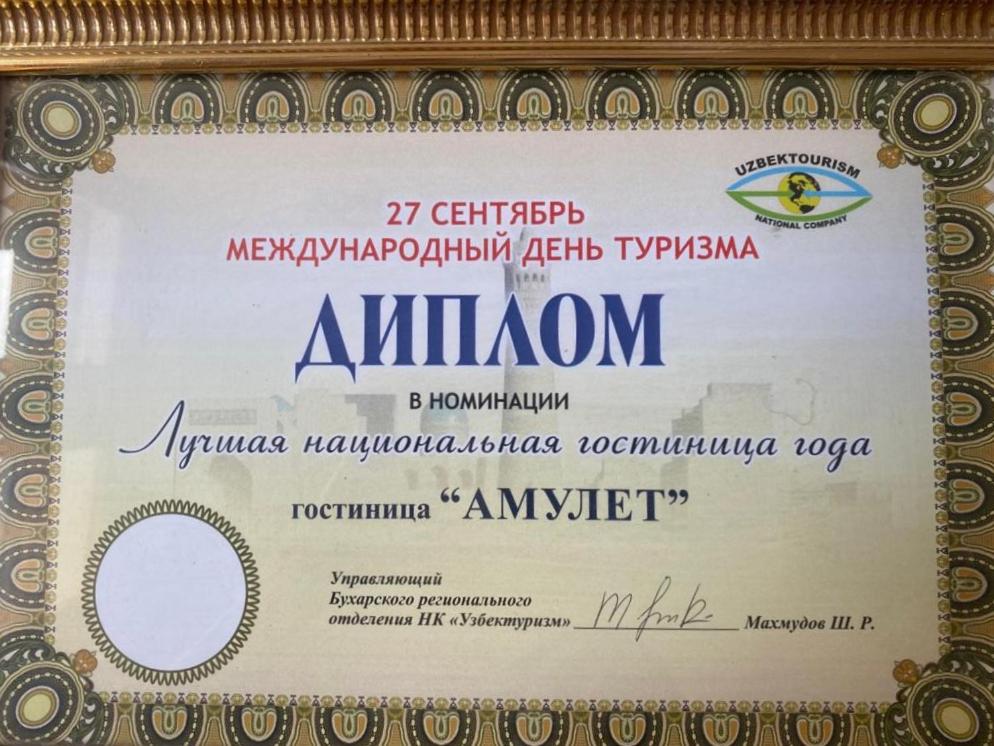 UZBEKTOURISM
NATIONAL COMPANY
27 СЕНТЯБРЬ
МЕЖДУНАРОДНЫЙ ДЕНЬ ТУРИЗМА
ДИПЛОМ
В НОМИНАЦИИ
Лучшая национальная гостиница года
гостиница “АМУЛЕТ”
Управляющий
Бухарского регионального
отделения НК «Узбектуризм» Махмудов Ш. Р.